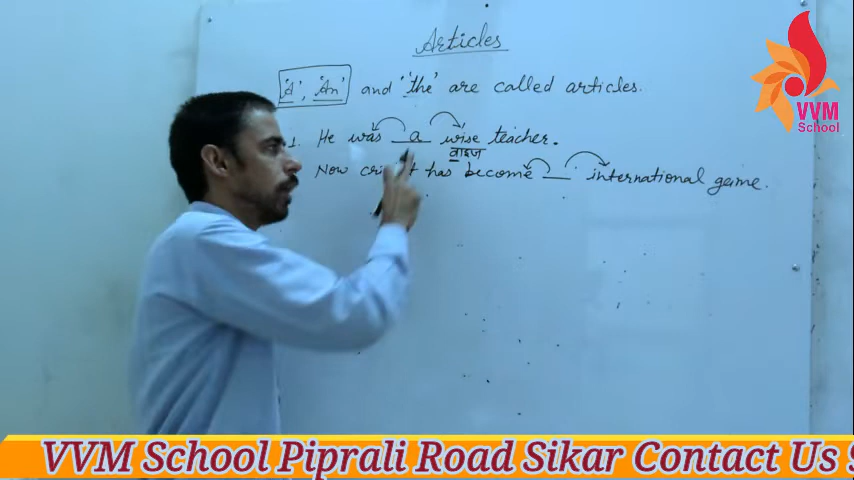 Articles
'A', 'An' and 'the' are called articles.
1. He was a wise teacher.
वाइज
Now has become __ international game.
VVM
School
VVM School Piprali Road Sikar Contact Us